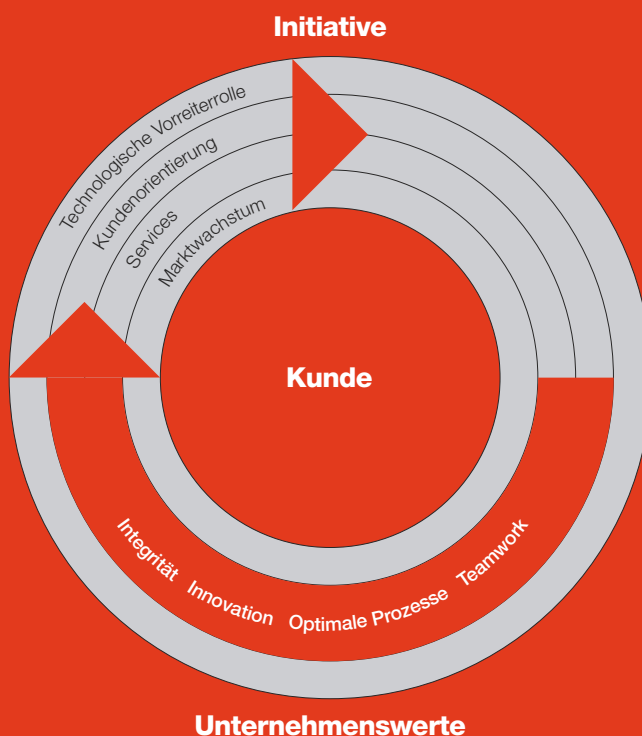 Initiative
Technologische Vorreiterrolle
Kundenorientierung
Services
Marktwachstum
Kunde
Integrität Innovation Optimale Prozesse Teamwork
Unternehmenswerte